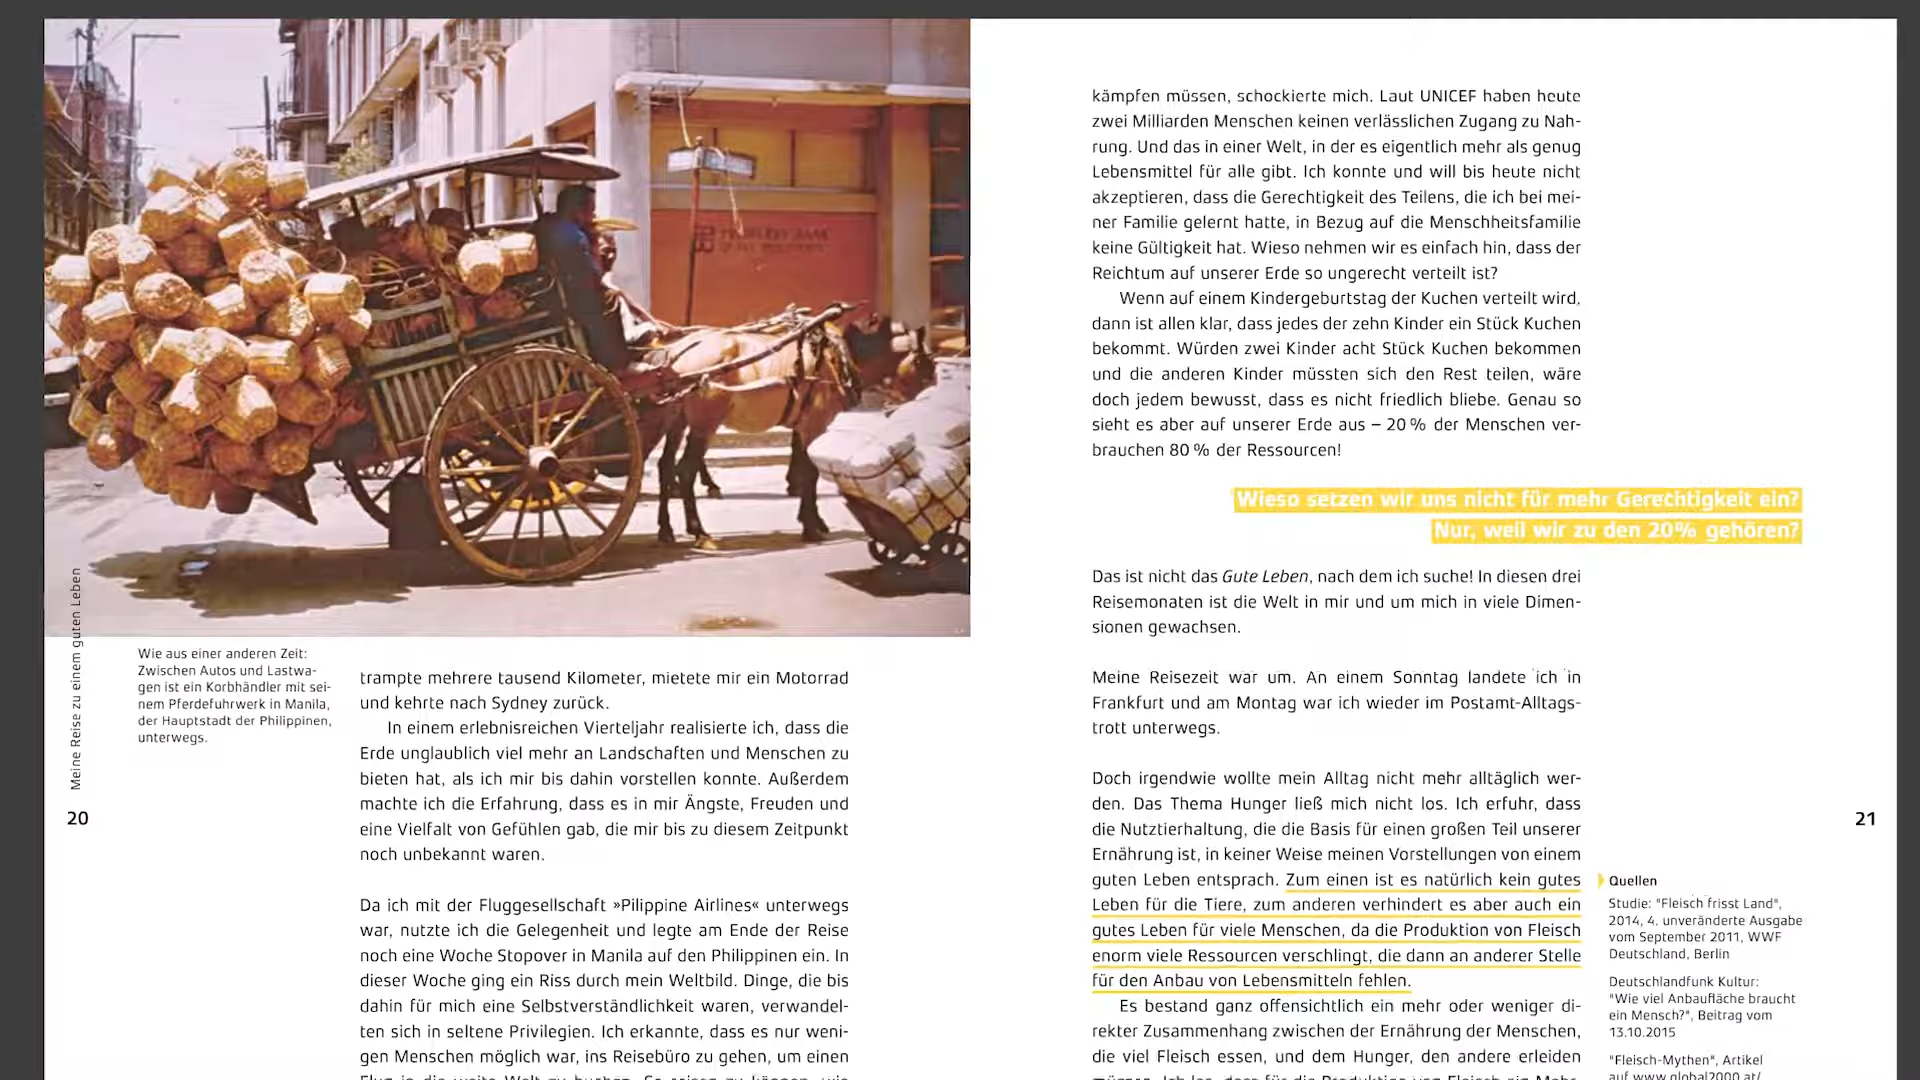 Meine Reise zu einem guten Leben
20
Wie aus einer anderen Zeit:
Zwischen Autos und Lastwa-
gen ist ein Korbhändler mit sei-
nem Pferdefuhrwerk in Manila,
der Hauptstadt der Philippinen,
unterwegs.
trampte mehrere tausend Kilometer, mietete mir ein Motorrad
und kehrte nach Sydney zurück.
In einem erlebnisreichen Vierteljahr realisierte ich, dass die
Erde unglaublich viel mehr an Landschaften und Menschen zu
bieten hat, als ich mir bis dahin vorstellen konnte. Außerdem
machte ich die Erfahrung, dass es in mir Ängste, Freuden und
eine Vielfalt von Gefühlen gab, die mir bis zu diesem Zeitpunkt
noch unbekannt waren.
Da ich mit der Fluggesellschaft »Pilippine Airlines« unterwegs
war, nutzte ich die Gelegenheit und legte am Ende der Reise
noch eine Woche Stopover in Manila auf den Philippinen ein. In
dieser Woche ging ein Riss durch mein Weltbild. Dinge, die bis
dahin für mich eine Selbstverständlichkeit waren, verwandel-
ten sich in seltene Privilegien. Ich erkannte, dass es nur weni-
gen Menschen möglich war, ins Reisebüro zu gehen, um einen
kämpfen müssen, schockierte mich. Laut UNICEF haben heute
zwei Milliarden Menschen keinen verlässlichen Zugang zu Nah-
rung. Und das in einer Welt, in der es eigentlich mehr als genug
Lebensmittel für alle gibt. Ich konnte und will bis heute nicht
akzeptieren, dass die Gerechtigkeit des Teilens, die ich bei mei-
ner Familie gelernt hatte, in Bezug auf die Menschheitsfamilie
keine Gültigkeit hat. Wieso nehmen wir es einfach hin, dass der
Reichtum auf unserer Erde so ungerecht verteilt ist?
Wenn auf einem Kindergeburtstag der Kuchen verteilt wird,
dann ist allen klar, dass jedes der zehn Kinder ein Stück Kuchen
bekommt. Würden zwei Kinder acht Stück Kuchen bekommen
und die anderen Kinder müssten sich den Rest teilen, wäre
doch jedem bewusst, dass es nicht friedlich bliebe. Genau so
sieht es aber auf unserer Erde aus – 20 % der Menschen ver-
brauchen 80 % der Ressourcen!
Wieso setzen wir uns nicht für mehr Gerechtigkeit ein?
Nur, weil wir zu den 20% gehören?
Das ist nicht das Gute Leben, nach dem ich suche! In diesen drei
Reisemonaten ist die Welt in mir und um mich in viele Dimen-
sionen gewachsen.
Meine Reisezeit war um. An einem Sonntag landete ich in
Frankfurt und am Montag war ich wieder im Postamt-Alltags-
trott unterwegs.
Doch irgendwie wollte mein Alltag nicht mehr alltäglich wer-
den. Das Thema Hunger ließ mich nicht los. Ich erfuhr, dass
die Nutztierhaltung, die die Basis für einen großen Teil unserer
Ernährung ist, in keiner Weise meinen Vorstellungen von einem
guten Leben entsprach. Zum einen ist es natürlich kein gutes
Leben für die Tiere, zum anderen verhindert es aber auch ein
gutes Leben für viele Menschen, da die Produktion von Fleisch
enorm viele Ressourcen verschlingt, die dann an anderer Stelle
für den Anbau von Lebensmitteln fehlen.
Es bestand ganz offensichtlich ein mehr oder weniger di-
rekter Zusammenhang zwischen der Ernährung der Menschen,
die viel Fleisch essen, und dem Hunger, den andere erleiden
21
Quellen
Studie: "Fleisch frisst Land",
2014, 4. unveränderte Ausgabe
vom September 2011, WWF
Deutschland, Berlin
Deutschlandfunk Kultur:
"Wie viel Anbaufläche braucht
ein Mensch?", Beitrag vom
13.10.2015
"Fleisch-Mythen", Artikel
auf www.global2000.at/